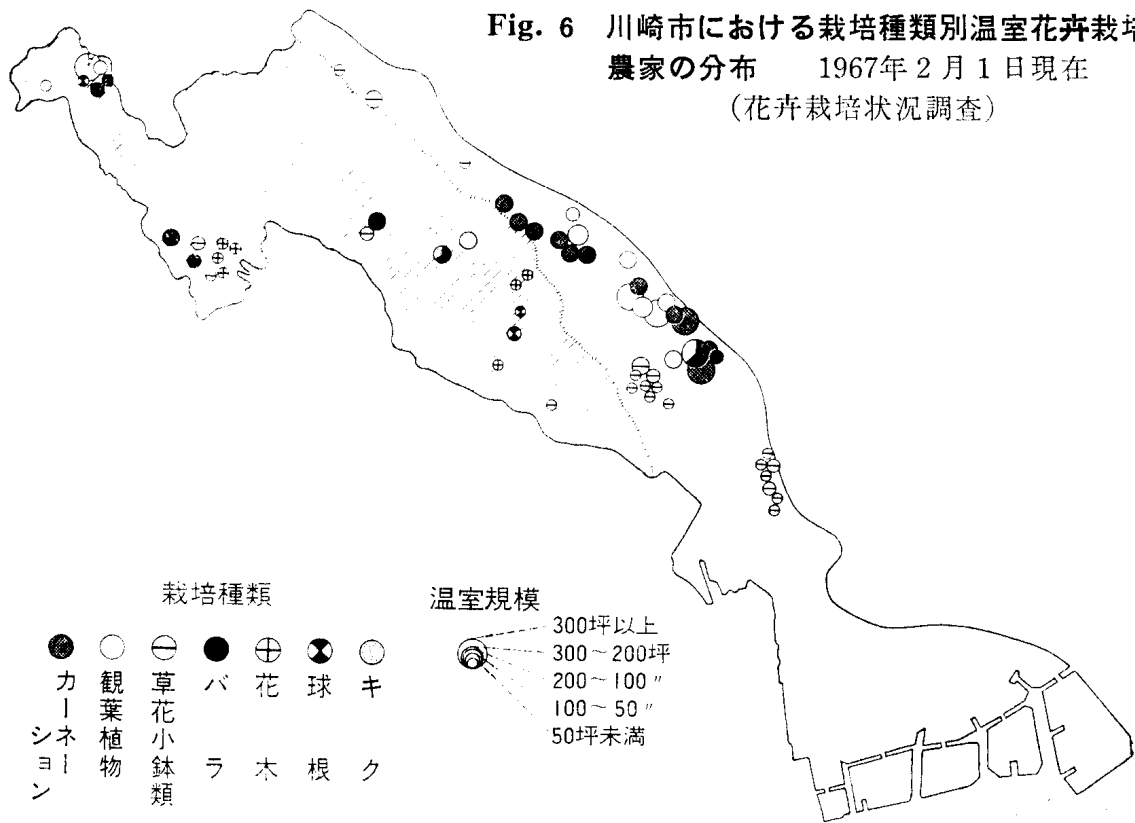 Fig. 6 川崎市における栽培種類別温室花卉栽培
農家の分布 1967年2月1日現在
(花卉栽培状況調査)
栽培種類
カーネーション
観葉植物
草花小鉢類
バラ
花木
球根
キク
温室規模
300坪以上
300~200坪
200~100〃
100~50〃
50坪未満